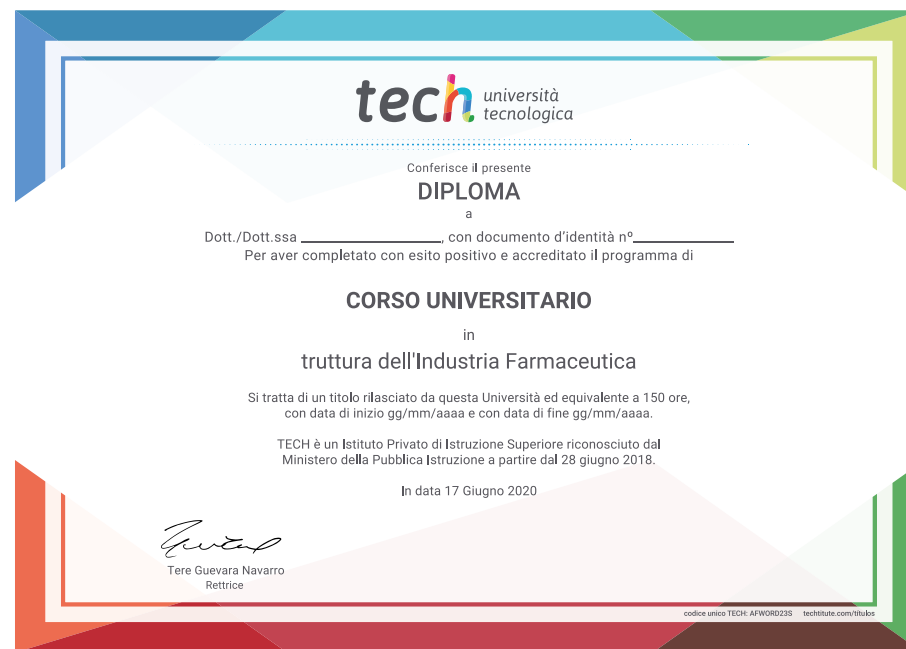 tech università
tecnologica
Conferisce il presente
DIPLOMA
a
Dott./Dott.ssa ____________________, con documento d'identità nº______________
Per aver completato con esito positivo e accreditato il programma di
CORSO UNIVERSITARIO
in
truttura dell'Industria Farmaceutica
Si tratta di un titolo rilasciato da questa Università ed equivalente a 150 ore,
con data di inizio gg/mm/aaaa e con data di fine gg/mm/aaaa.
TECH è un Istituto Privato di Istruzione Superiore riconosciuto dal
Ministero della Pubblica Istruzione a partire dal 28 giugno 2018.
In data 17 Giugno 2020
Tere Guevara Navarro
Rettrice
codice unico TECH: AFWORD23S techtitute.com/títulos